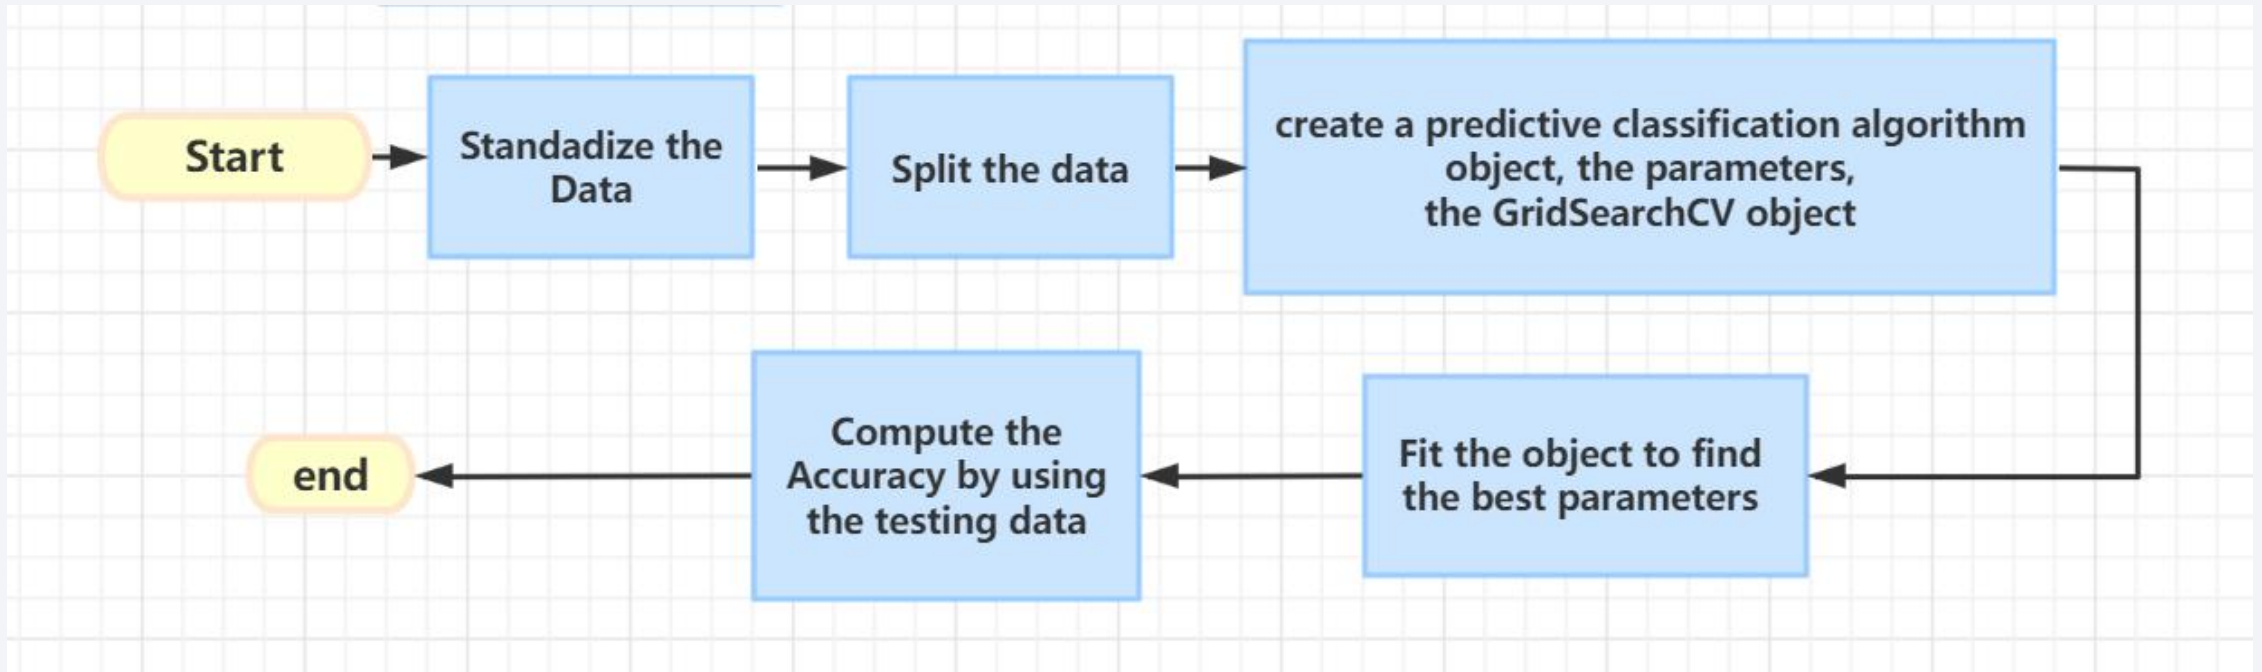 Start
Standadize the
Data
Split the data
create a predictive classification algorithm
object, the parameters,
the GridSearchCV object
Fit the object to find
the best parameters
Compute the
Accuracy by using
the testing data
end